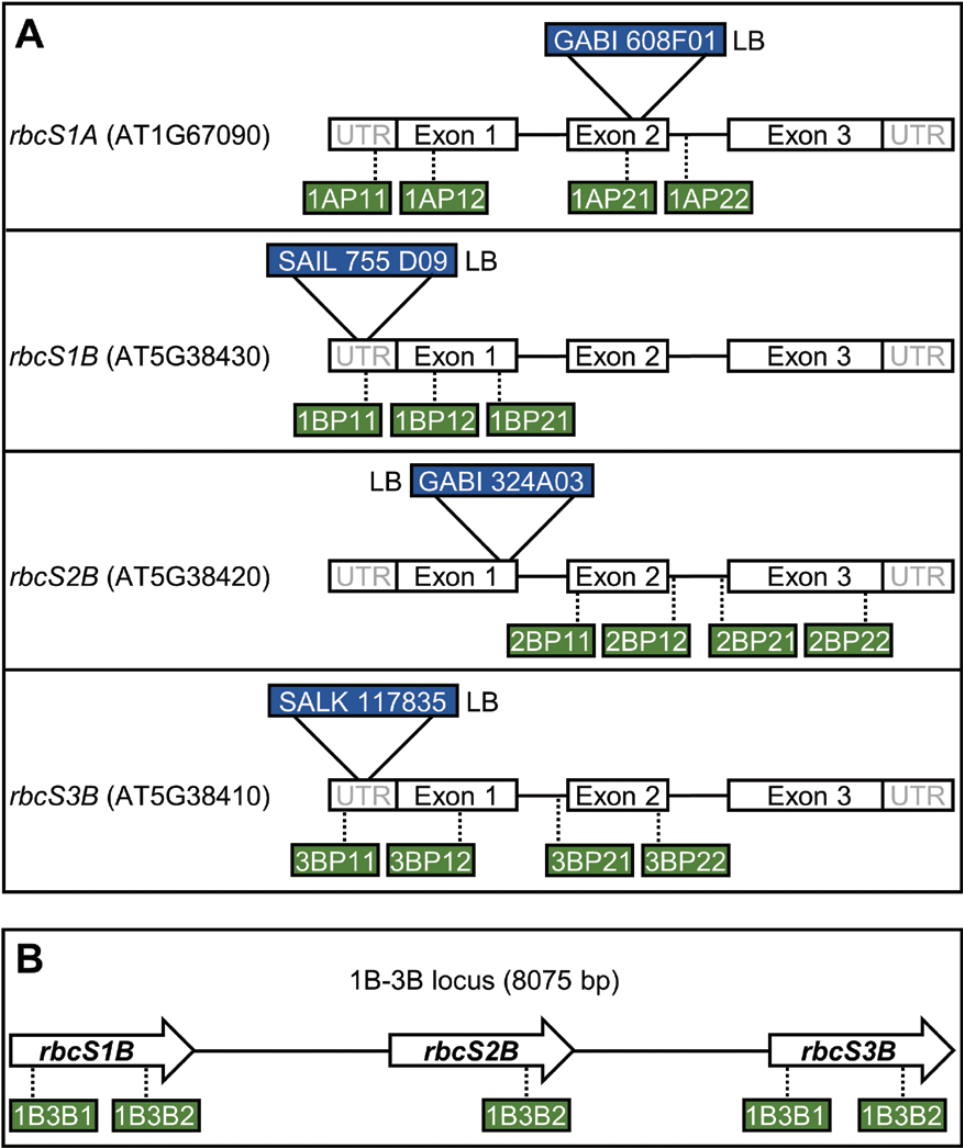 A
GABI 608F01 LB
rbcS1A (AT1G67090) UTR Exon 1 Exon 2 Exon 3 UTR
1AP11 1AP12 1AP21 1AP22
SAIL 755 D09 LB
rbcS1B (AT5G38430) UTR Exon 1 Exon 2 Exon 3 UTR
1BP11 1BP12 1BP21
LB GABI 324A03
rbcS2B (AT5G38420) UTR Exon 1 Exon 2 Exon 3 UTR
2BP11 2BP12 2BP21 2BP22
SALK 117835 LB
rbcS3B (AT5G38410) UTR Exon 1 Exon 2 Exon 3 UTR
3BP11 3BP12 3BP21 3BP22
B
1B-3B locus (8075 bp)
rbcS1B rbcS2B rbcS3B
1B3B1 1B3B2 1B3B2 1B3B1 1B3B2